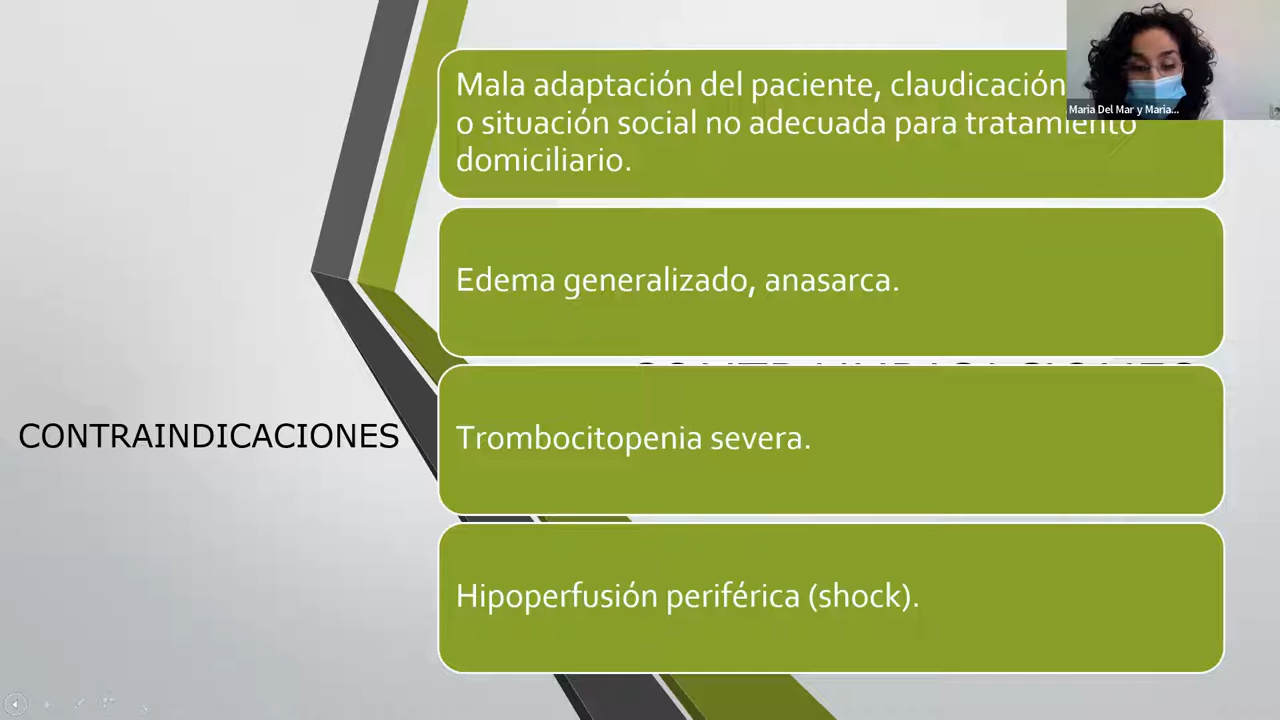 Mala adaptación del paciente, claudicación
o situación social no adecuada para tratamiento
domiciliario.
Maria Del Mar y Maria...
Edema generalizado, anasarca.
CONTRAINDICACIONES
Trombocitopenia severa.
Hipoperfusión periférica (shock).